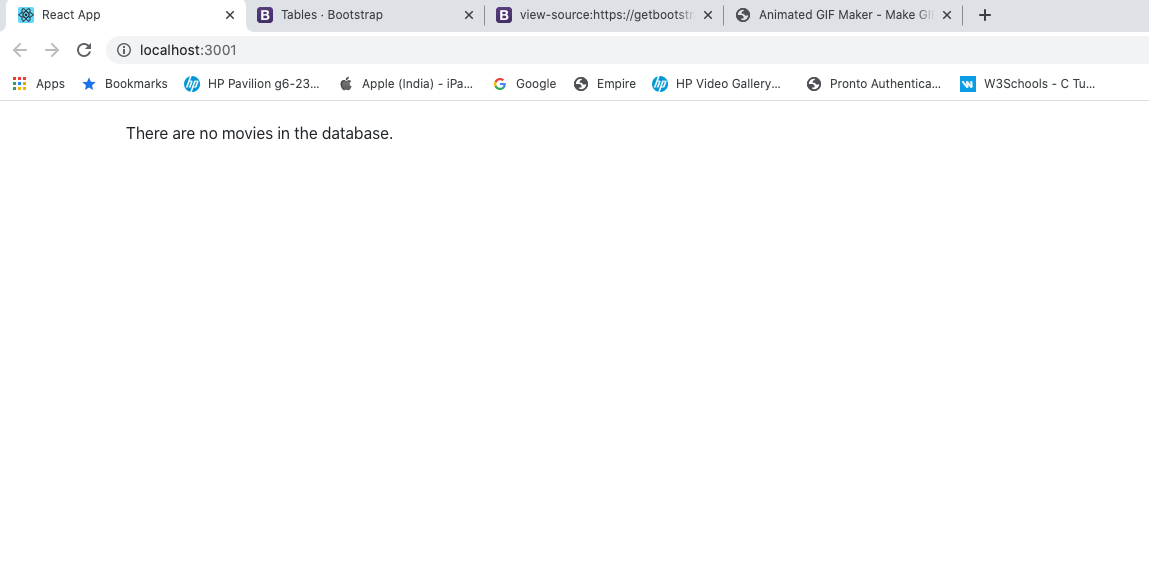 React App Tables · Bootstrap view-source:https://getbootstr Animated GIF Maker - Make GI
localhost:3001
Apps Bookmarks HP Pavilion g6-23... Apple (India) - iPa... Google Empire HP Video Gallery... Pronto Authentica... W3Schools - C Tu...
There are no movies in the database.